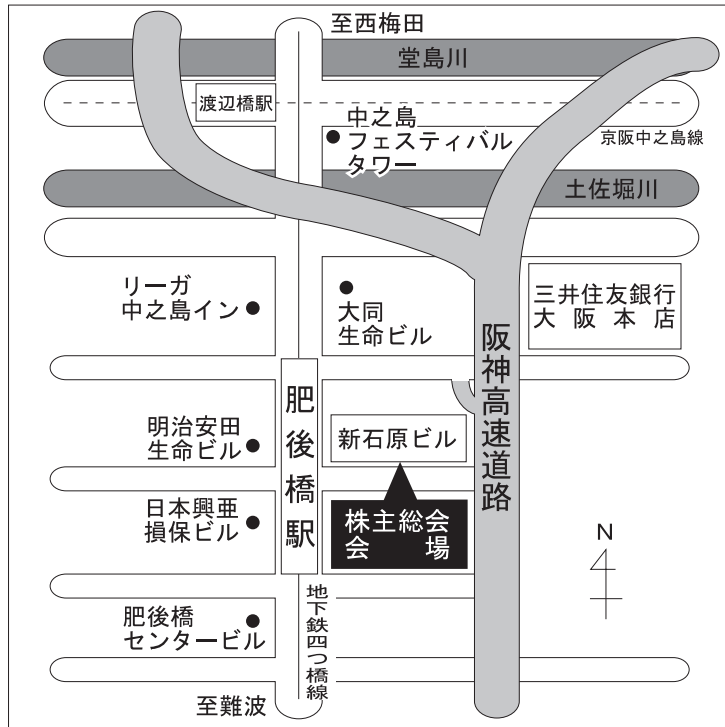 至西梅田
堂島川
渡辺橋駅
中之島
フェスティバル
タワー
京阪中之島線
土佐堀川
リーガ
中之島イン
大同
生命ビル
三井住友銀行
大阪本店
阪神高速道路
肥後橋駅
明治安田
生命ビル
新石原ビル
日本興亜
損保ビル
株主総会
会場
N
肥後橋
センタービル
地下鉄四つ橋線
至難波